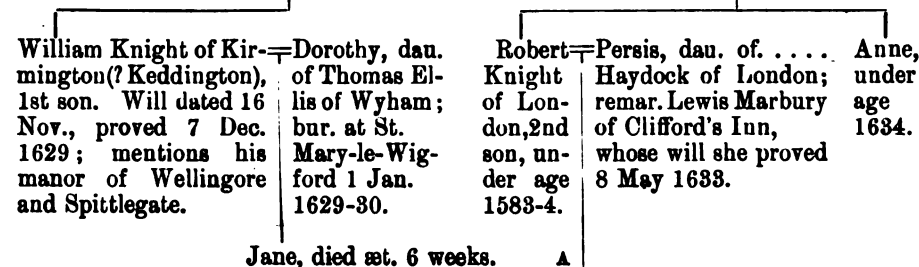 William Knight of Kir-
mington (? Keddington),
1st son. Will dated 16
Nov., proved 7 Dec.
1629; mentions his
manor of Wellingore
and Spittlegate.
Dorothy, dau.
of Thomas El-
lis of Wyham;
bur. at St.
Mary-le-Wig-
ford 1 Jan.
1629-30.
Robert
Knight
of Lon-
don, 2nd
son, un-
der age
1583-4.
Persis, dau. of.....
Haydock of London;
remar. Lewis Marbury
of Clifford's Inn,
whose will she proved
8 May 1633.
Anne,
under
age
1634.
Jane, died æt. 6 weeks.
A